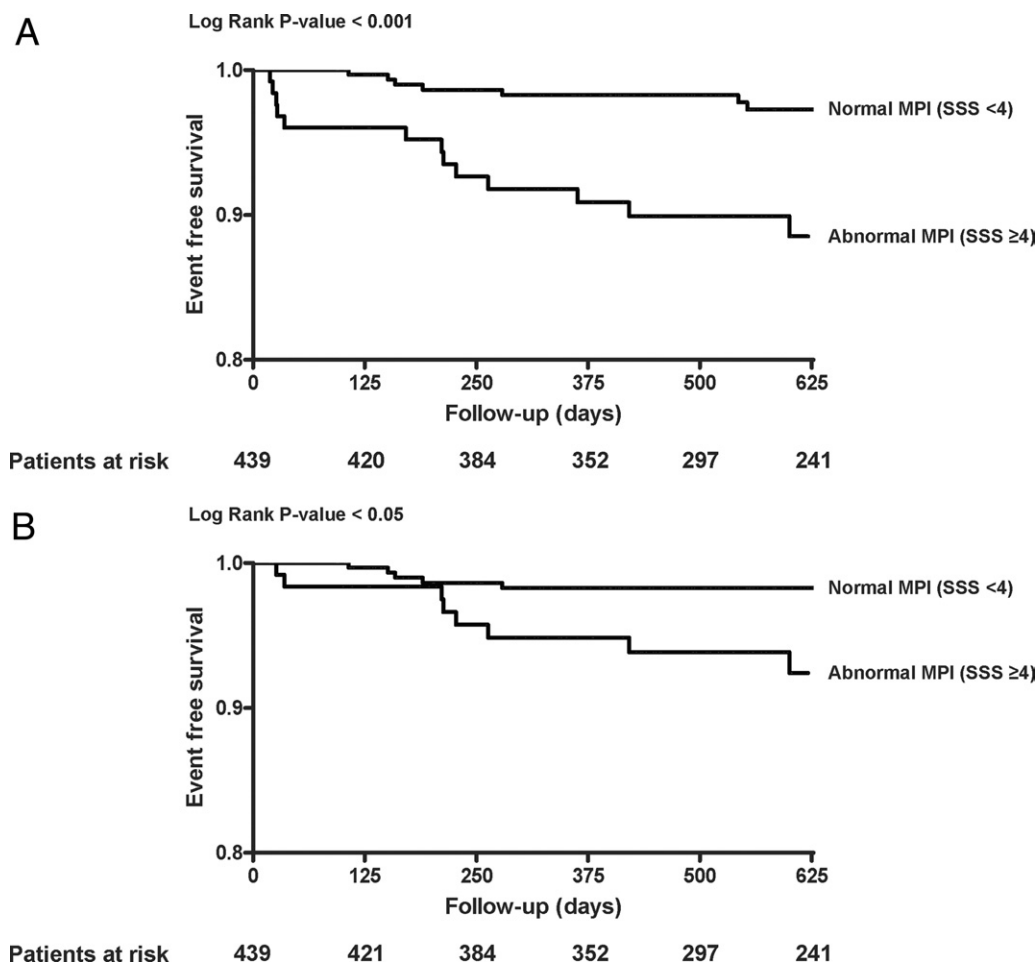 A
Log Rank P-value < 0.001
1.0
0.9
0.8
Event free survival
Normal MPI (SSS <4)
Abnormal MPI (SSS ≥4)
0 125 250 375 500 625
Follow-up (days)
Patients at risk 439 420 384 352 297 241
B
Log Rank P-value < 0.05
1.0
0.9
0.8
Event free survival
Normal MPI (SSS <4)
Abnormal MPI (SSS ≥4)
0 125 250 375 500 625
Follow-up (days)
Patients at risk 439 421 384 352 297 241